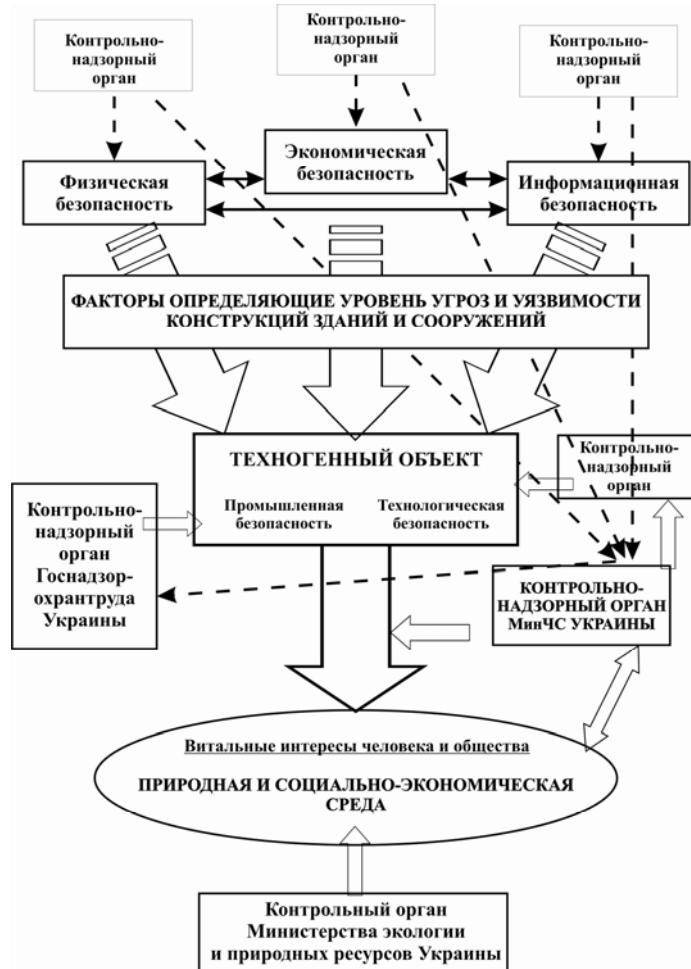 Контрольно-
надзорный
орган
Контрольно-
надзорный
орган
Контрольно-
надзорный
орган
Экономическая
безопасность
Физическая
безопасность
Информационная
безопасность
ФАКТОРЫ ОПРЕДЕЛЯЮЩИЕ УРОВЕНЬ УГРОЗ И УЯЗВИМОСТИ
КОНСТРУКЦИЙ ЗДАНИЙ И СООРУЖЕНИЙ
ТЕХНОГЕННЫЙ ОБЪЕКТ
Промышленная
безопасность
Технологическая
безопасность
Контрольно-
надзорный
орган
Контрольно-
надзорный
орган
Госнадзор-
охрантруда
Украины
КОНТРОЛЬНО-
НАДЗОРНЫЙ ОРГАН
МинЧС УКРАИНЫ
Витальные интересы человека и общества
ПРИРОДНАЯ И СОЦИАЛЬНО-ЭКОНОМИЧЕСКАЯ
СРЕДА
Контрольный орган
Министерства экологии
и природных ресурсов Украины